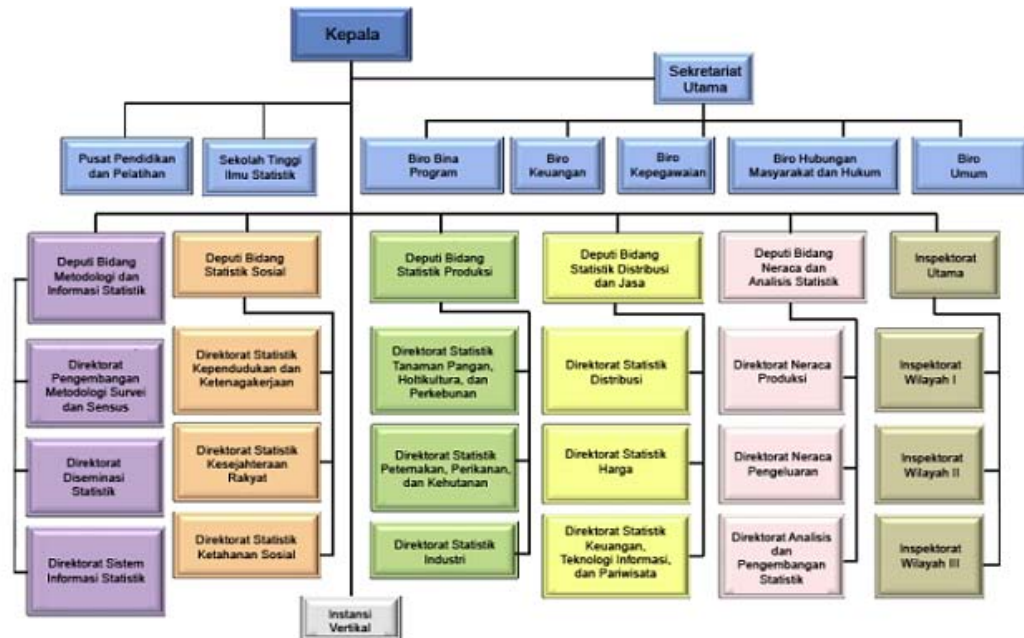 Kepala
Sekretariat
Utama
Pusat Pendidikan
dan Pelatihan
Sekolah Tinggi
Ilmu Statistik
Biro Bina
Program
Biro
Keuangan
Biro
Kepegawaian
Biro Hubungan
Masyarakat dan Hukum
Biro
Umum
Deputi Bidang
Metodologi dan
Informasi Statistik
Deputi Bidang
Statistik Sosial
Deputi Bidang
Statistik Produksi
Deputi Bidang
Statistik Distribusi
dan Jasa
Deputi Bidang
Neraca dan
Analisis Statistik
Inspektorat
Utama
Direktorat
Pengembangan
Metodologi Survei
dan Sensus
Direktorat Statistik
Kependudukan dan
Ketenagakerjaan
Direktorat Statistik
Tanaman Pangan,
Holtikultura, dan
Perkebunan
Direktorat Statistik
Distribusi
Direktorat Neraca
Produksi
Inspektorat
Wilayah I
Direktorat
Diseminasi
Statistik
Direktorat Statistik
Kesejahteraan
Rakyat
Direktorat Statistik
Peternakan, Perikanan,
dan Kehutanan
Direktorat Statistik
Harga
Direktorat Neraca
Pengeluaran
Inspektorat
Wilayah II
Direktorat Sistem
Informasi Statistik
Direktorat Statistik
Ketahanan Sosial
Direktorat Statistik
Industri
Direktorat Statistik
Keuangan,
Teknologi Informasi,
dan Pariwisata
Direktorat Analisis
dan
Pengembangan
Statistik
Inspektorat
Wilayah III
Instansi
Vertikal